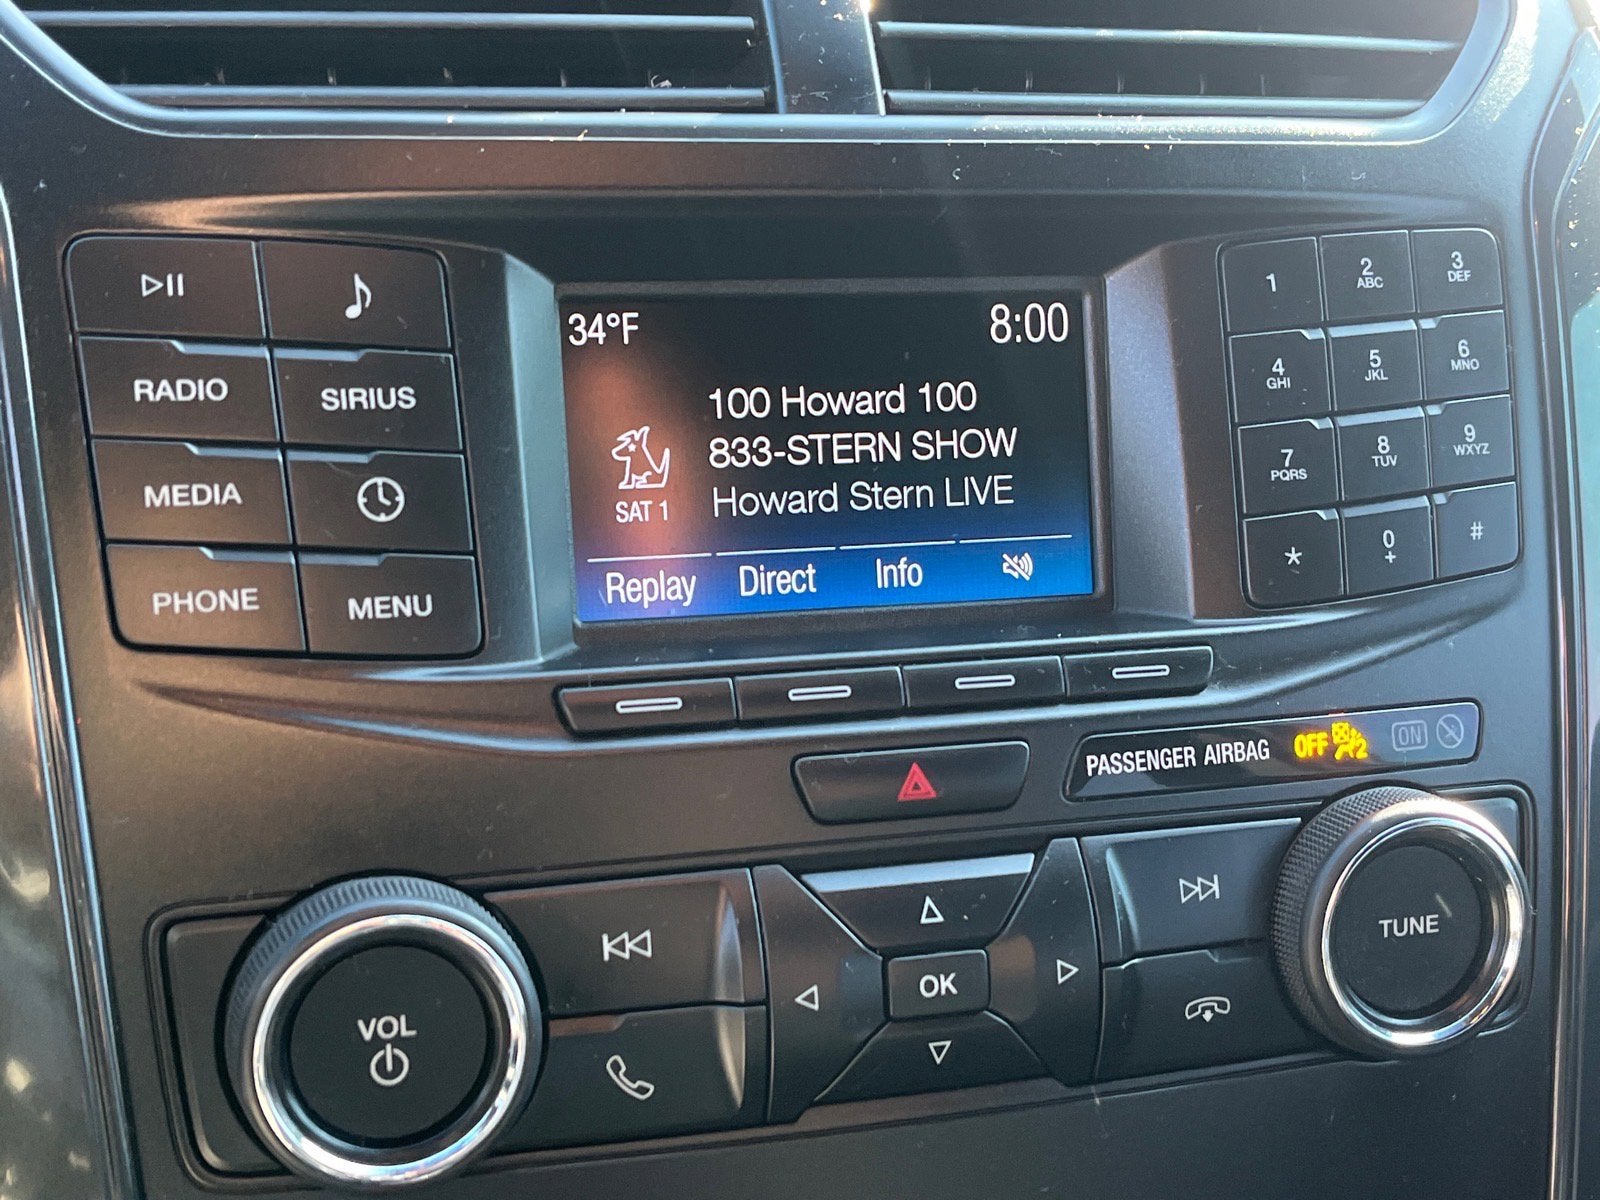 34°F
8:00
100 Howard 100
833-STERN SHOW
Howard Stern LIVE
SAT 1
Replay Direct Info
RADIO
SIRIUS
MEDIA
PHONE
MENU
1
2
ABC
3
DEF
4
GHI
5
JKL
6
MNO
7
PQRS
8
TUV
9
WXYZ
*
0
+
#
PASSENGER AIRBAG OFF 2 ON
VOL
OK
TUNE